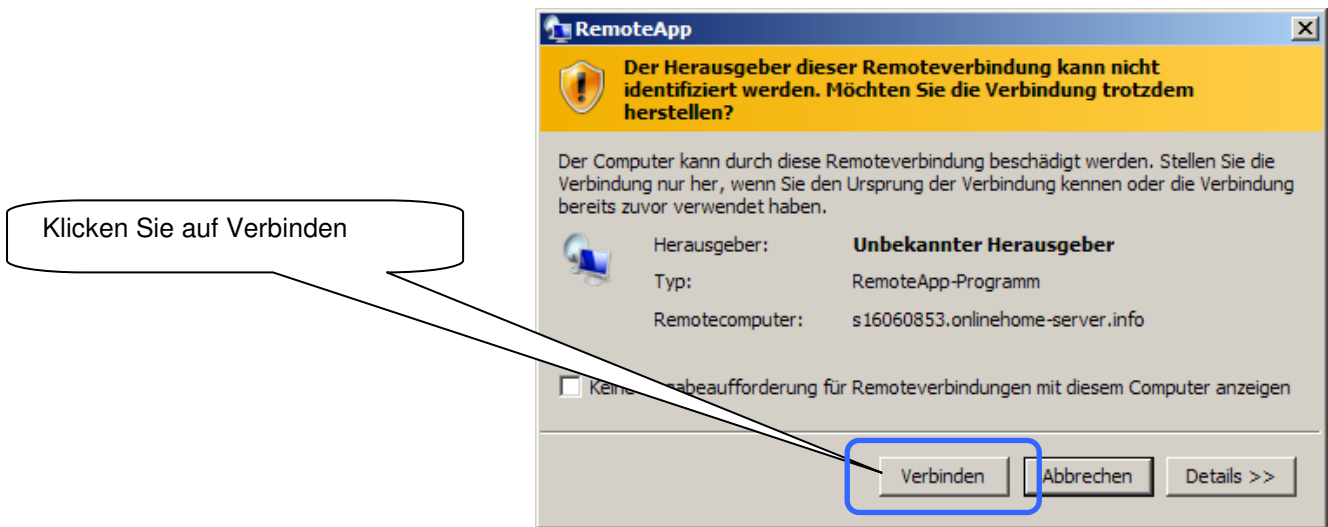 RemoteApp
Der Herausgeber dieser Remoteverbindung kann nicht
identifiziert werden. Möchten Sie die Verbindung trotzdem
herstellen?
Der Computer kann durch diese Remoteverbindung beschädigt werden. Stellen Sie die
Verbindung nur her, wenn Sie den Ursprung der Verbindung kennen oder die Verbindung
bereits zuvor verwendet haben.
Klicken Sie auf Verbinden
Herausgeber: Unbekannter Herausgeber
Typ: RemoteApp-Programm
Remotecomputer: s16060853.onlinehome-server.info
für Remoteverbindungen mit diesem Computer anzeigen
Verbinden Abbrechen Details >>